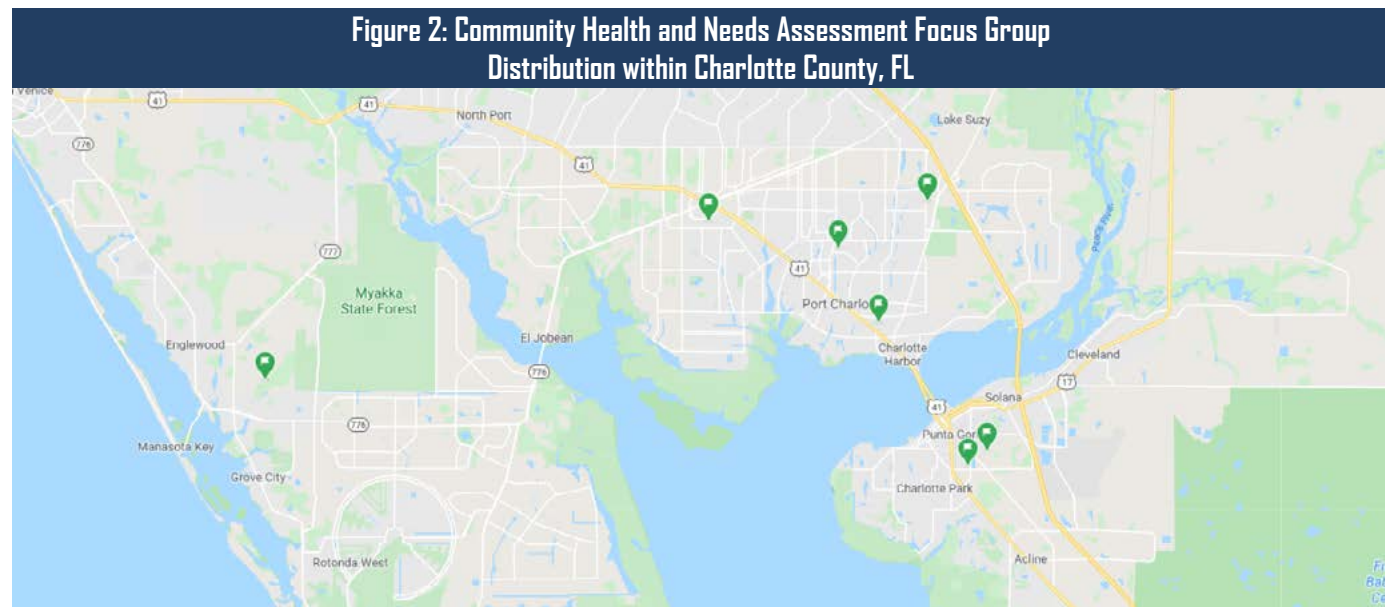 Figure 2: Community Health and Needs Assessment Focus Group
Distribution within Charlotte County, FL
Venice
41
41
North Port
Lake Suzy
776
41
Peace River
777
41
Myakka
State Forest
Port Charlo
El Jobean
Englewood
Charlotte
Harbor
Cleveland
776
17
Solana
41
776
Punta Gor
Manasota Key
Grove City
Charlotte Park
Rotonda West
Acline